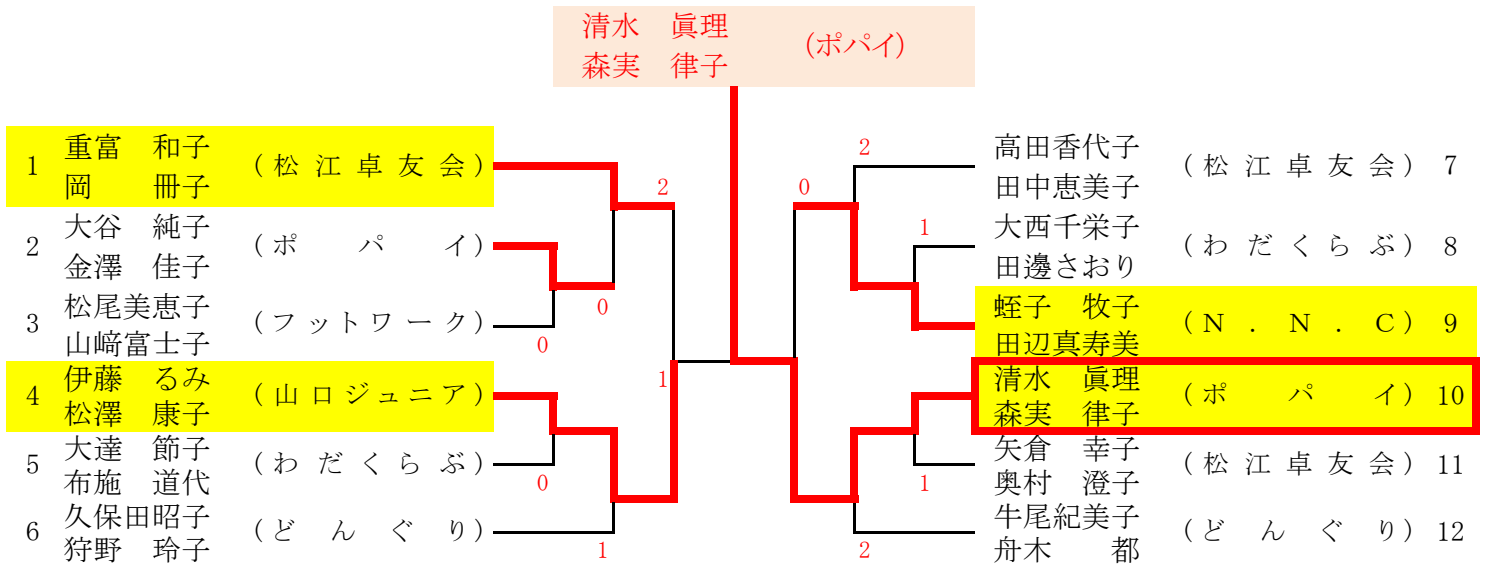 清水　眞理
森実　律子
(ポパイ)
1 重富　和子
岡　　冊子
(松江卓友会)
2 大谷　純子
金澤　佳子
(ポパイ)
3 松尾美恵子
山﨑富士子
(フットワーク)
4 伊藤　るみ
松澤　康子
(山口ジュニア)
5 大達　節子
布施　道代
(わだくらぶ)
6 久保田昭子
狩野　玲子
(どんぐり)
2
0
0
1
0
1
0
2
1
1
2
高田香代子
田中恵美子
(松江卓友会) 7
大西千栄子
田邊さおり
(わだくらぶ) 8
蛭子　牧子
田辺真寿美
(N.N.C) 9
清水　眞理
森実　律子
(ポパイ) 10
矢倉　幸子
奥村　澄子
(松江卓友会) 11
牛尾紀美子
舟木　　都
(どんぐり) 12